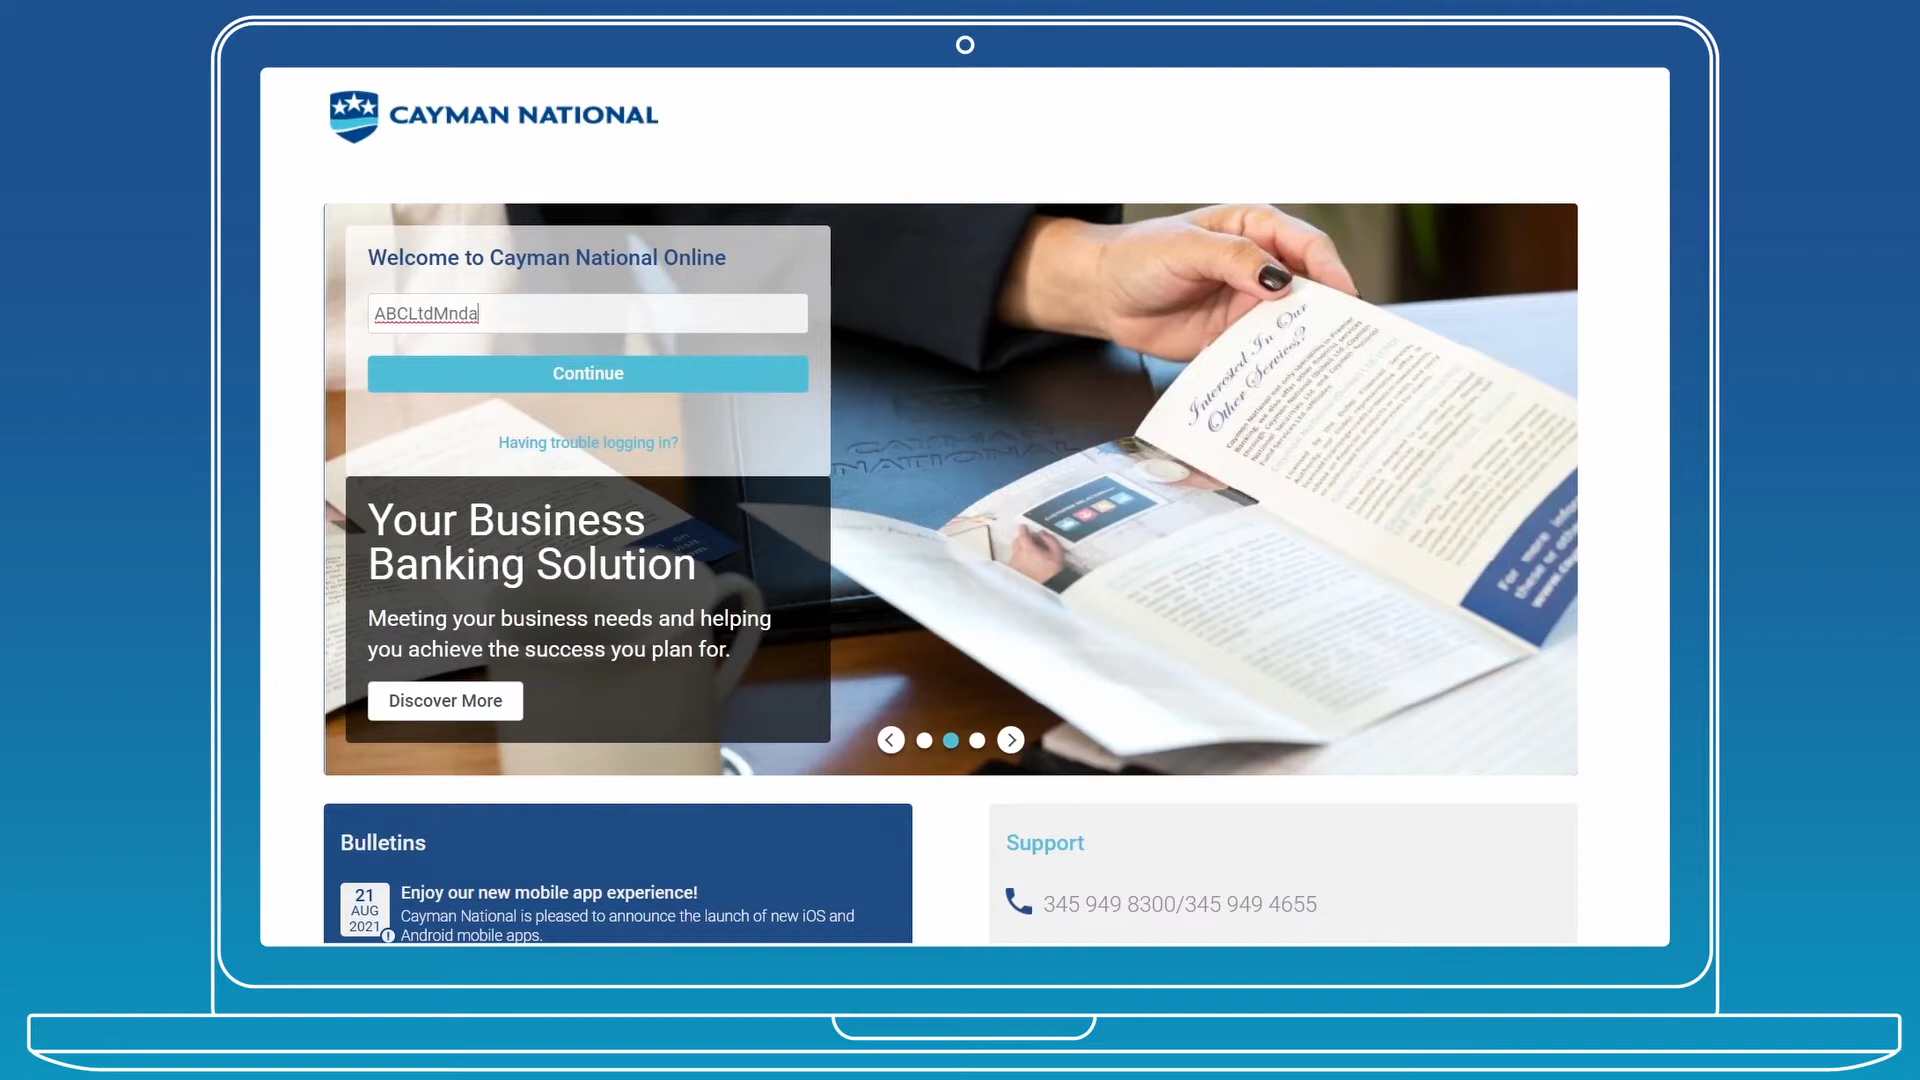 CAYMAN NATIONAL
Welcome to Cayman National Online
ABCLtdMnda
Continue
Having trouble logging in?
Your Business
Banking Solution
Meeting your business needs and helping
you achieve the success you plan for.
Discover More
CAYMAN
NATIONAL
Interested In Our
Other Services?
Bulletins
21
AUG
2021
Enjoy our new mobile app experience!
Cayman National is pleased to announce the launch of new iOS and
Android mobile apps.
Support
345 949 8300/345 949 4655